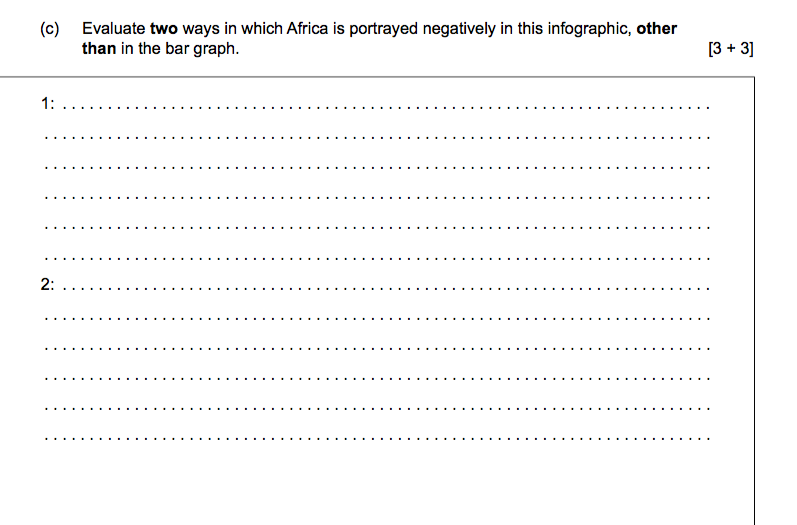 (c) Evaluate two ways in which Africa is portrayed negatively in this infographic, other
than in the bar graph. [3 + 3]
1: . . . . . . . . . . . . . . . . . . . . . . . . . . . . . . . . . . . . . . . . . . . . . . . . . . . . . . . . . . . . . . . . . . . . . . . .
2: . . . . . . . . . . . . . . . . . . . . . . . . . . . . . . . . . . . . . . . . . . . . . . . . . . . . . . . . . . . . . . . . . . . . . . . .